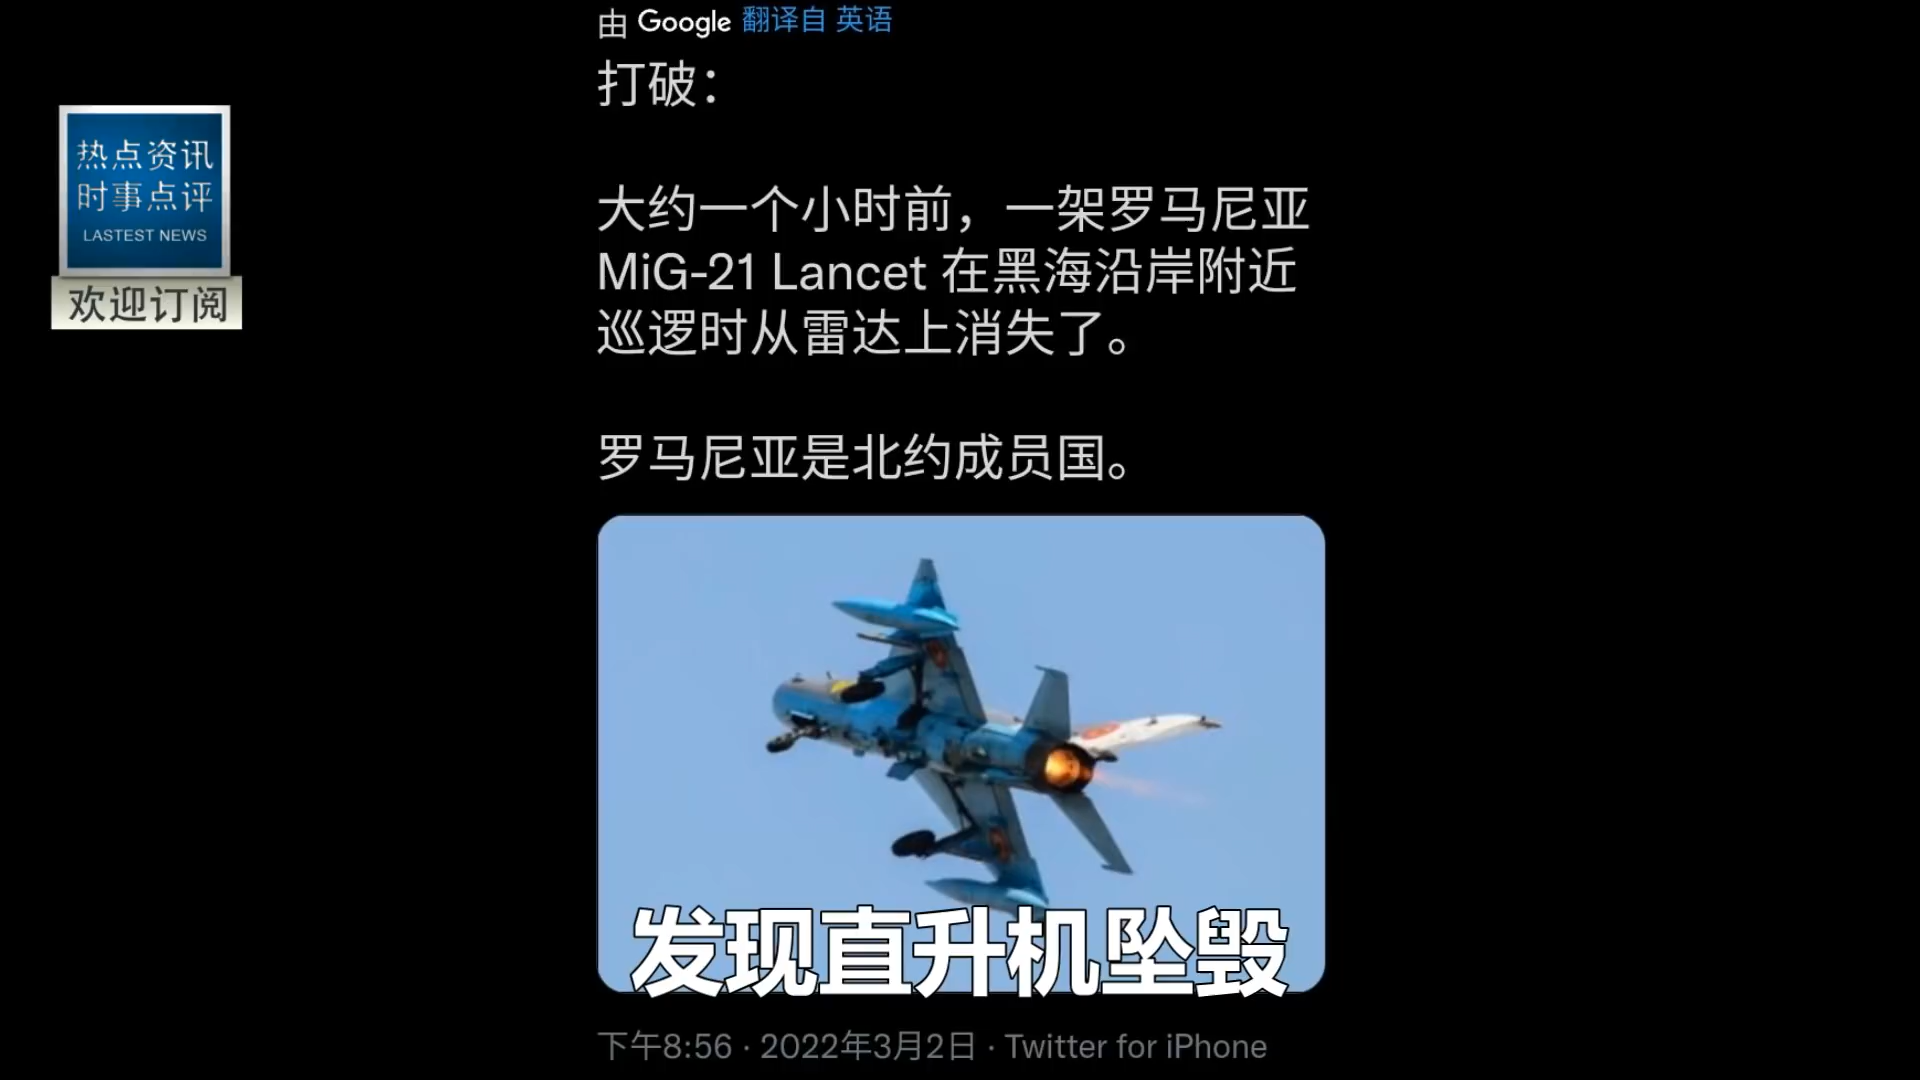 由 Google 翻译自 英语
打破：
大约一个小时前，一架罗马尼亚
MiG-21 Lancet 在黑海沿岸附近
巡逻时从雷达上消失了。
罗马尼亚是北约成员国。
热点资讯
时事点评
LASTEST NEWS
欢迎订阅
发现直升机坠毁
下午8:56 · 2022年3月2日 · Twitter for iPhone